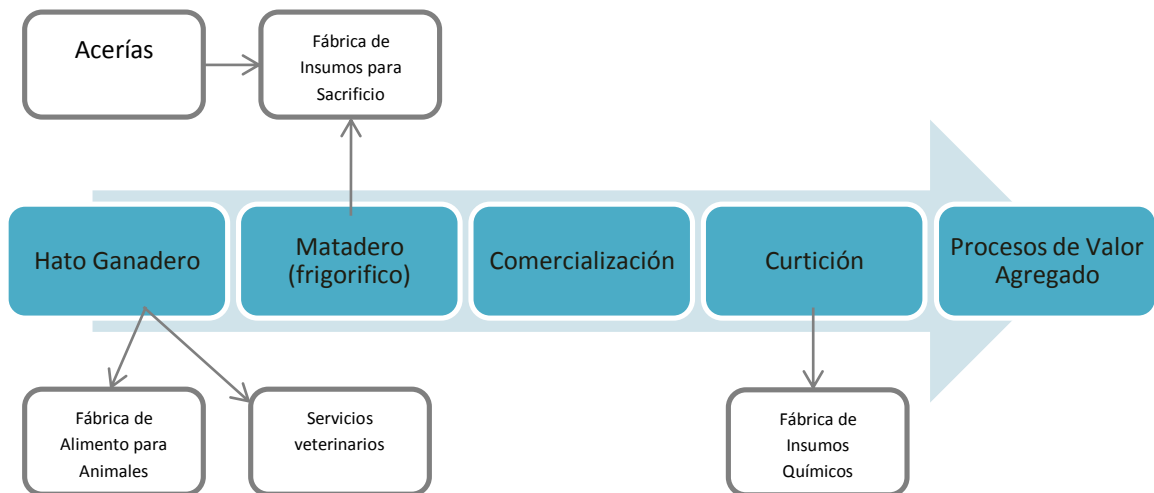 Acerías
Fábrica de
Insumos para
Sacrificio
Hato Ganadero
Matadero
(frigorifico)
Comercialización
Curtición
Procesos de Valor
Agregado
Fábrica de
Alimento para
Animales
Servicios
veterinarios
Fábrica de
Insumos
Químicos